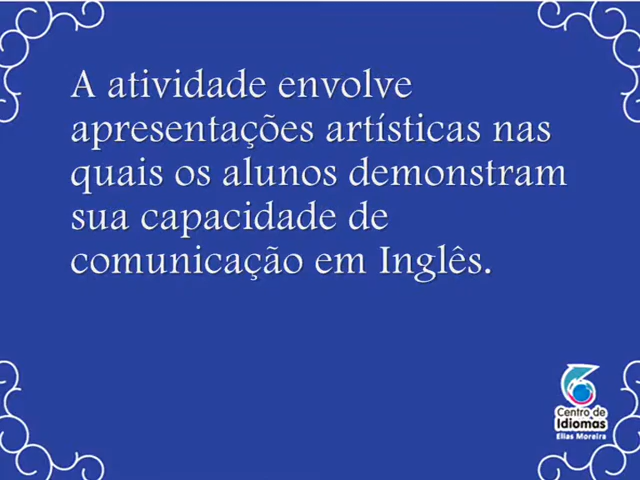 A atividade envolve
apresentações artísticas nas
quais os alunos demonstram
sua capacidade de
comunicação em Inglês.
Centro de
Idiomas
Elias Moreira